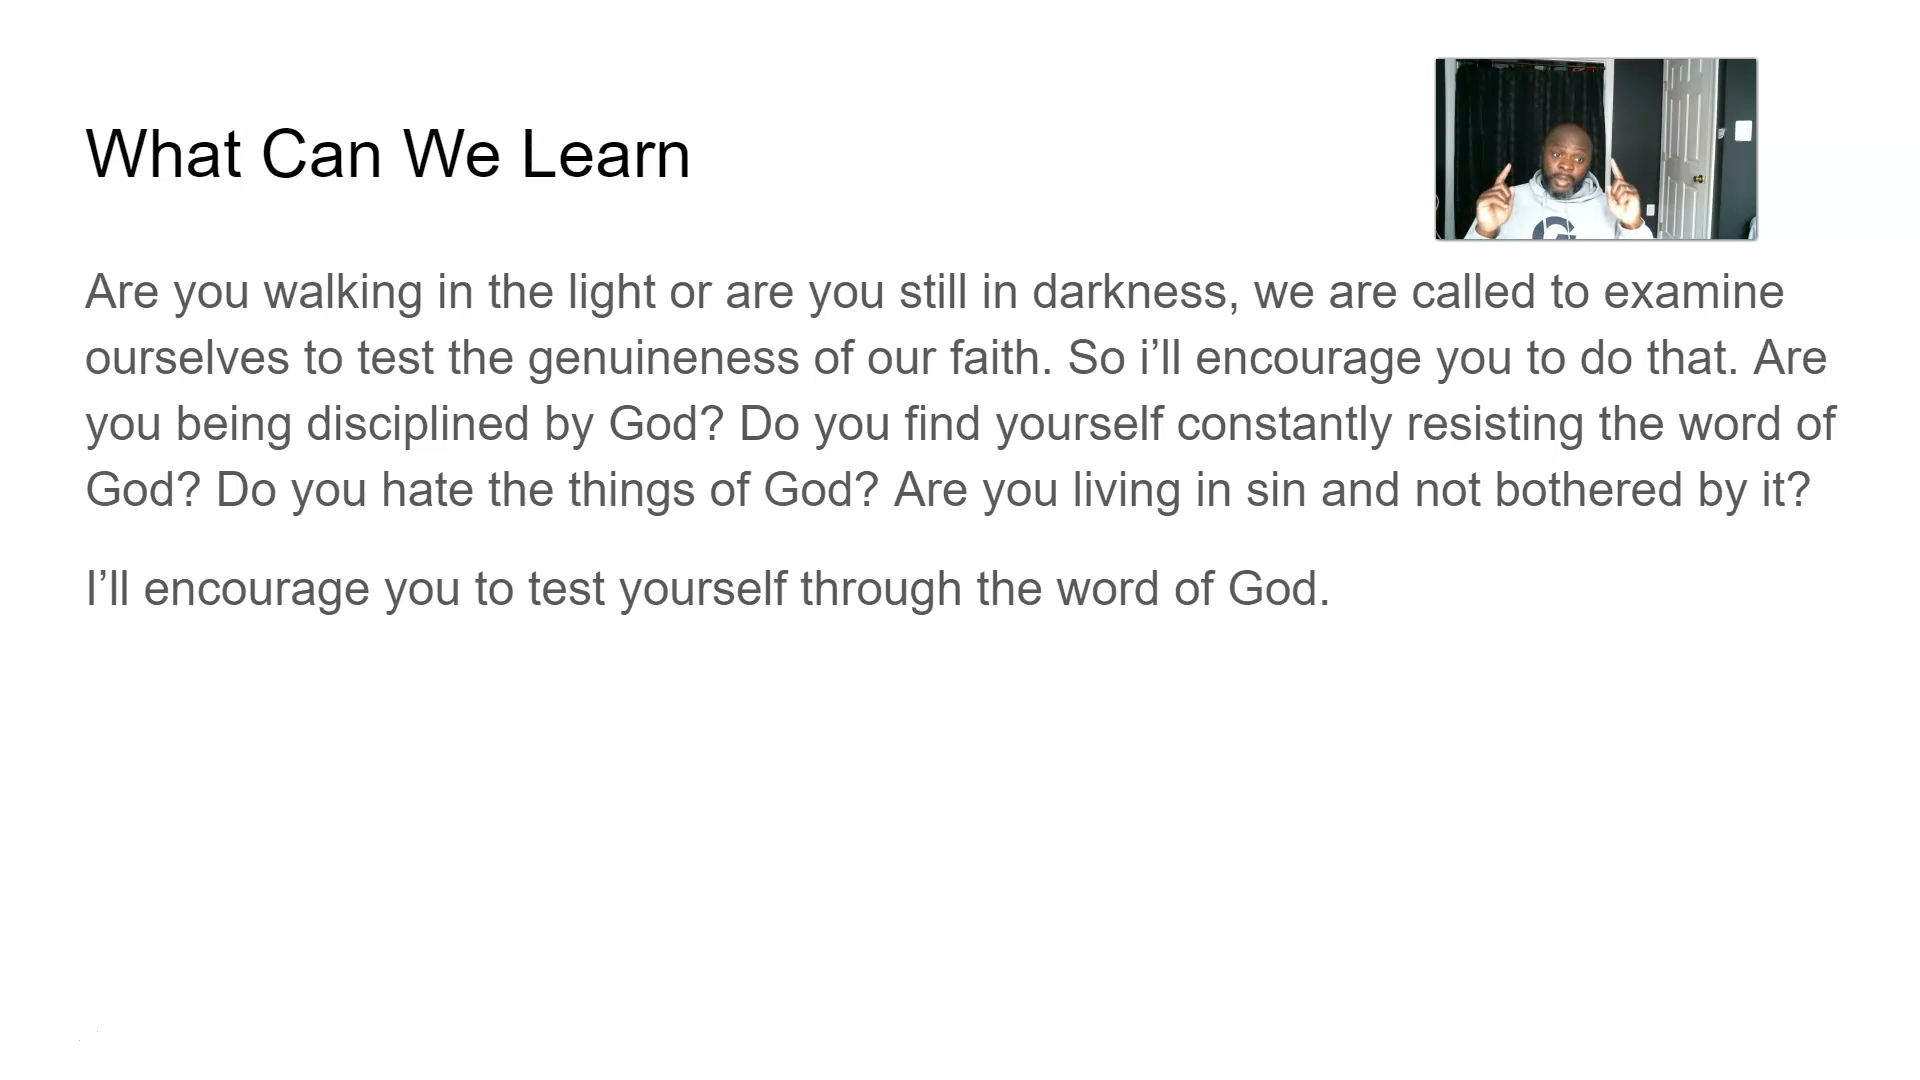 What Can We Learn
Are you walking in the light or are you still in darkness, we are called to examine
ourselves to test the genuineness of our faith. So i’ll encourage you to do that. Are
you being disciplined by God? Do you find yourself constantly resisting the word of
God? Do you hate the things of God? Are you living in sin and not bothered by it?
I’ll encourage you to test yourself through the word of God.